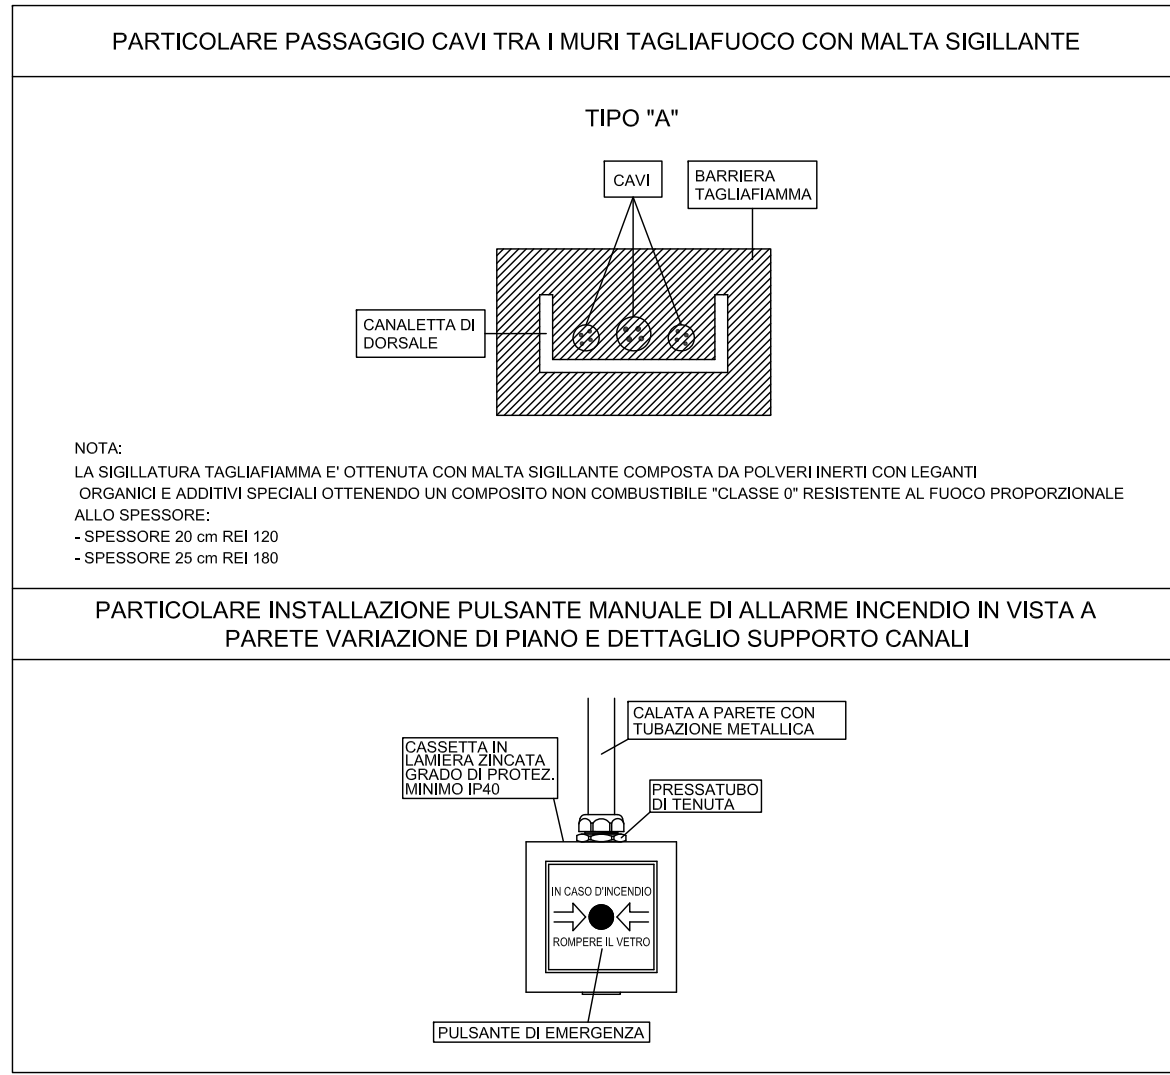 PARTICOLARE PASSAGGIO CAVI TRA I MURI TAGLIAFUOCO CON MALTA SIGILLANTE
TIPO "A"
CAVI
BARRIERA
TAGLIAFIAMMA
CANALETTA DI
DORSALE
NOTA:
LA SIGILLATURA TAGLIAFIAMMA E' OTTENUTA CON MALTA SIGILLANTE COMPOSTA DA POLVERI INERTI CON LEGANTI
ORGANICI E ADDITIVI SPECIALI OTTENENDO UN COMPOSITO NON COMBUSTIBILE "CLASSE 0" RESISTENTE AL FUOCO PROPORZIONALE
ALLO SPESSORE:
- SPESSORE 20 cm REI 120
- SPESSORE 25 cm REI 180
PARTICOLARE INSTALLAZIONE PULSANTE MANUALE DI ALLARME INCENDIO IN VISTA A
PARETE VARIAZIONE DI PIANO E DETTAGLIO SUPPORTO CANALI
CALATA A PARETE CON
TUBAZIONE METALLICA
CASSETTA IN
LAMIERA ZINCATA
GRADO DI PROTEZ.
MINIMO IP40
PRESSATUBO
DI TENUTA
IN CASO D'INCENDIO
ROMPERE IL VETRO
PULSANTE DI EMERGENZA